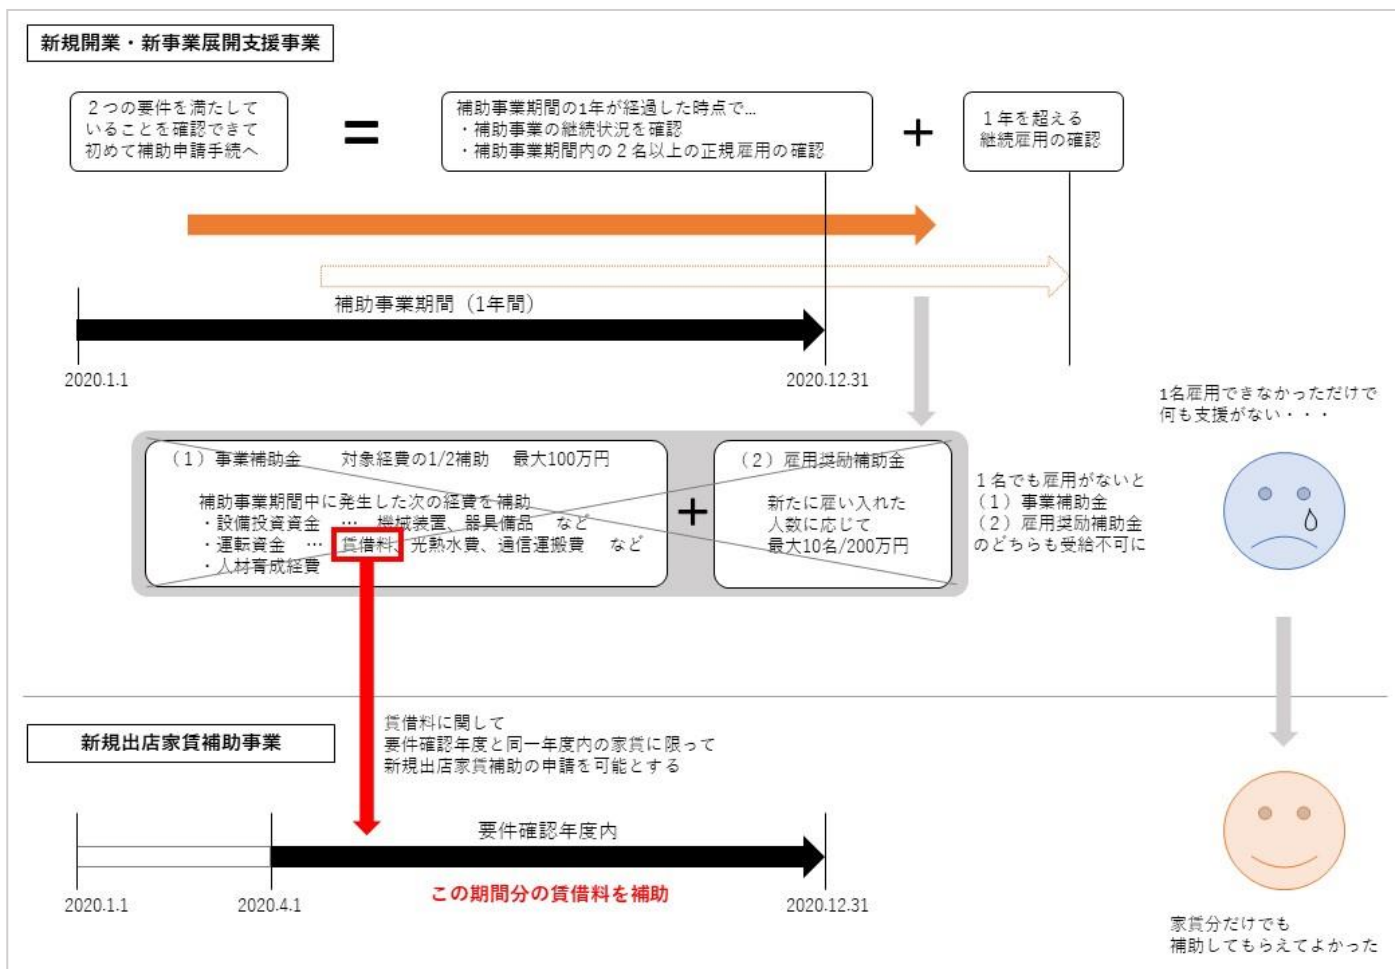 新規開業・新事業展開支援事業
２つの要件を満たして
いることを確認できて
初めて補助申請手続へ
=
補助事業期間の1年が経過した時点で…
・補助事業の継続状況を確認
・補助事業期間内の２名以上の正規雇用の確認
+
１年を超える
継続雇用の確認
補助事業期間（1年間）
2020.1.1
2020.12.31
1名雇用できなかっただけで
何も支援がない・・・
（１）事業補助金　対象経費の1/2補助　最大100万円
補助事業期間中に発生した次の経費を補助
・設備投資資金　…　機械装置、器具備品　など
・運転資金　…　賃借料、光熱水費、通信運搬費　など
・人材育成経費
+
（２）雇用奨励補助金
新たに雇い入れた
人数に応じて
最大10名/200万円
１名でも雇用がないと
（１）事業補助金
（２）雇用奨励補助金
のどちらも受給不可に
新規出店家賃補助事業
賃借料に関して
要件確認年度と同一年度内の家賃に限って
新規出店家賃補助の申請を可能とする
要件確認年度内
2020.1.1
2020.4.1
この期間分の賃借料を補助
2020.12.31
家賃分だけでも
補助してもらえてよかった